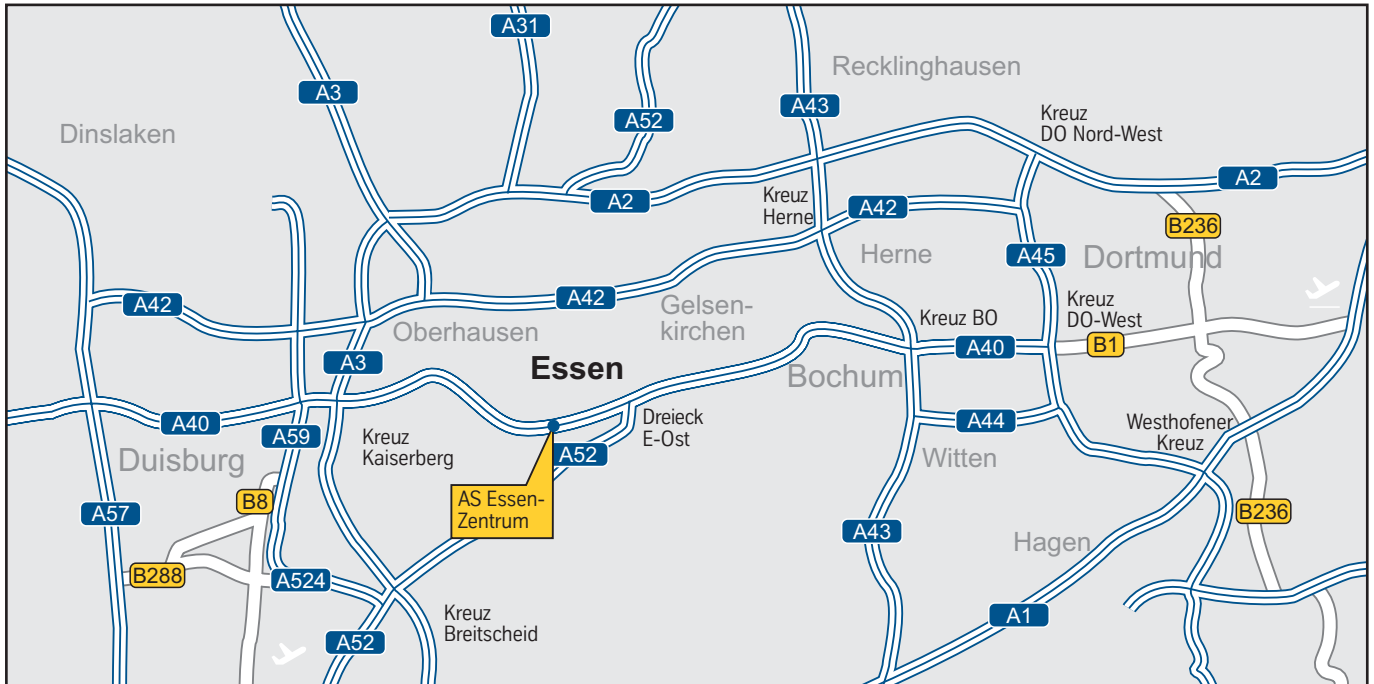 A31
Recklinghausen
A3
A43
A52
Kreuz
DO Nord-West
Dinslaken
A2
A2
Kreuz
Herne
A42
B236
Herne
A45
Dortmund
A42
A42
Gelsen-
kirchen
Kreuz
DO-West
Oberhausen
Kreuz BO
A40
B1
A3
Essen
Bochum
A40
A59
Kreuz
Kaiserberg
Dreieck
E-Ost
A44
Westhofener
Kreuz
Duisburg
A52
Witten
B8
AS Essen-
Zentrum
A57
B236
A43
Hagen
B288
A524
Kreuz
Breitscheid
A1
A52